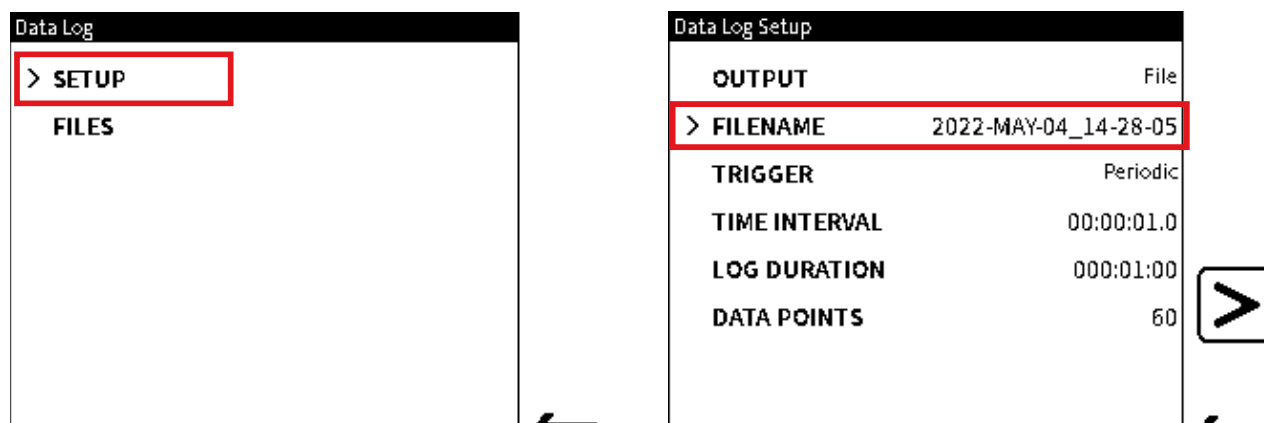 Data Log
> SETUP
FILES
Data Log Setup
OUTPUT File
> FILENAME 2022-MAY-04_14-28-05
TRIGGER Periodic
TIME INTERVAL 00:00:01.0
LOG DURATION 000:01:00
DATA POINTS 60
>